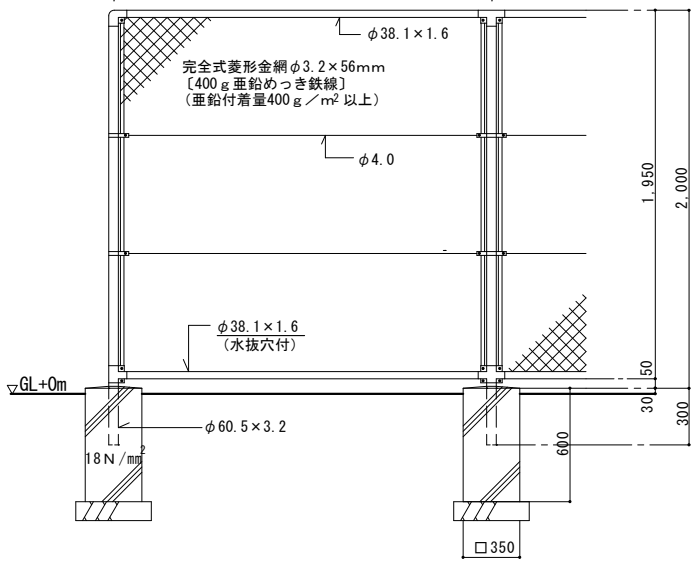 φ38.1×1.6
完全式菱形金網φ3.2×56mm
〔400g亜鉛めっき鉄線〕
(亜鉛付着量400g/m²以上)
φ4.0
1,950
2,000
φ38.1×1.6
(水抜穴付)
50
▽GL+0m
30
300
φ60.5×3.2
600
18N/mm²
□350